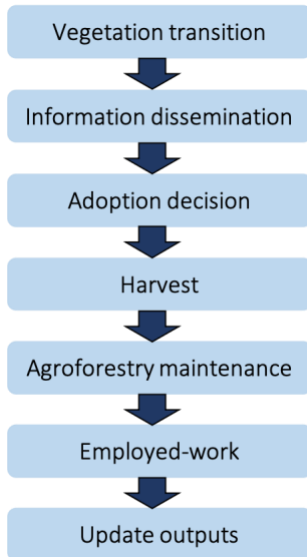 Vegetation transition
Information dissemination
Adoption decision
Harvest
Agroforestry maintenance
Employed-work
Update outputs